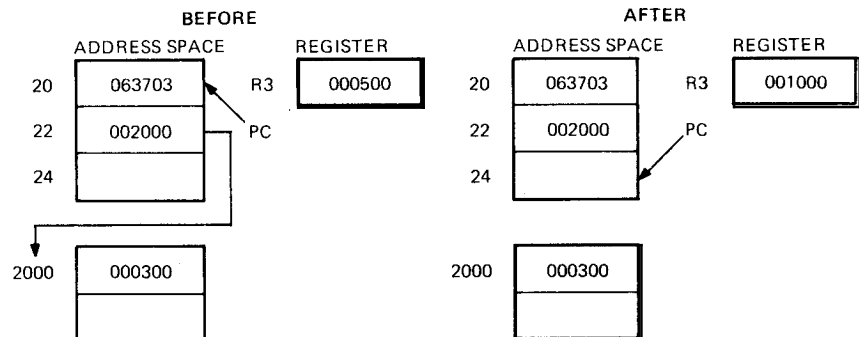 BEFORE
ADDRESS SPACE REGISTER
20 063703 R3 000500
22 002000 PC
24
2000 000300
AFTER
ADDRESS SPACE REGISTER
20 063703 R3 001000
22 002000 PC
24
2000 000300